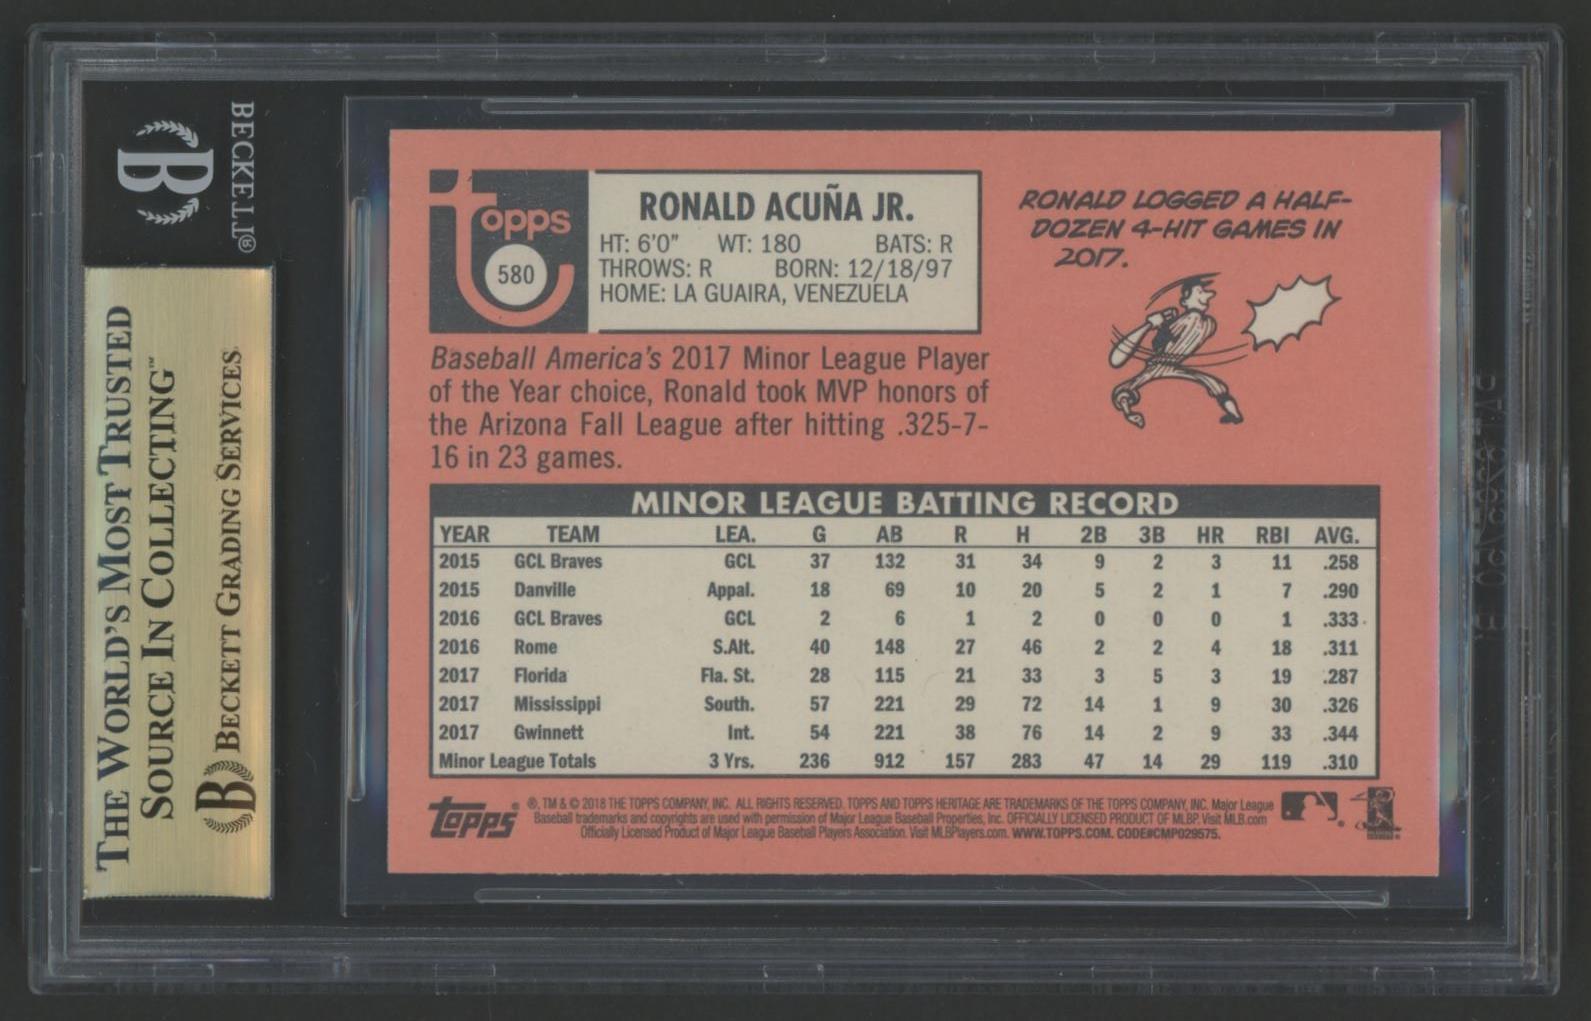 BECKETT®
B
THE WORLD'S MOST TRUSTED
SOURCE IN COLLECTING™
B BECKETT GRADING SERVICES
topps
580
RONALD ACUÑA JR.
HT: 6'0" WT: 180 BATS: R
THROWS: R BORN: 12/18/97
HOME: LA GUAIRA, VENEZUELA
RONALD LOGGED A HALF-
DOZEN 4-HIT GAMES IN
2017.
Baseball America's 2017 Minor League Player
of the Year choice, Ronald took MVP honors of
the Arizona Fall League after hitting .325-7-
16 in 23 games.
MINOR LEAGUE BATTING RECORD
YEAR TEAM LEA. G AB R H 2B 3B HR RBI AVG.
2015 GCL Braves GCL 37 132 31 34 9 2 3 11 .258
2015 Danville Appal. 18 69 10 20 5 2 1 7 .290
2016 GCL Braves GCL 2 6 1 2 0 0 0 1 .333
2016 Rome S.Alt. 40 148 27 46 2 2 4 18 .311
2017 Florida Fla. St. 28 115 21 33 3 5 3 19 .287
2017 Mississippi South. 57 221 29 72 14 1 9 30 .326
2017 Gwinnett Int. 54 221 38 76 14 2 9 33 .344
Minor League Totals 3 Yrs. 236 912 157 283 47 14 29 119 .310
Topps® ®, TM & © 2018 THE TOPPS COMPANY, INC. ALL RIGHTS RESERVED. TOPPS AND TOPPS HERITAGE ARE TRADEMARKS OF THE TOPPS COMPANY, INC. Major League
Baseball trademarks and copyrights are used with permission of Major League Baseball Properties, Inc. OFFICIALLY LICENSED PRODUCT OF MLBP. Visit MLB.com
Officially Licensed Product of Major League Baseball Players Association. Visit MLBPlayers.com. WWW.TOPPS.COM. CODE#CMP029575.